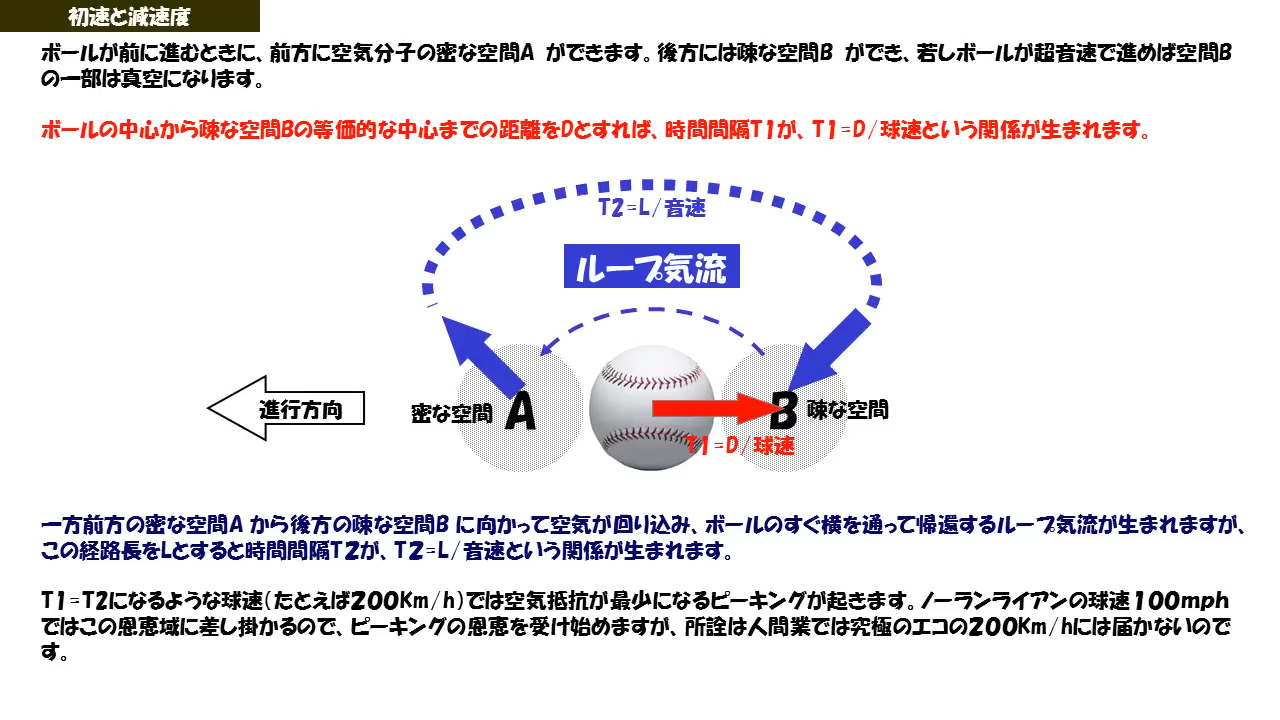 初速と減速度
ボールが前に進むときに、前方に空気分子の密な空間A ができます。後方には疎な空間B ができ、若しボールが超音速で進めば空間B
の一部は真空になります。
ボールの中心から疎な空間Bの等価的な中心までの距離をDとすれば、時間間隔T1が、T1=D/球速という関係が生まれます。
T2=L/音速
ループ気流
進行方向
密な空間 A
B 疎な空間
T1=D/球速
一方前方の密な空間A から後方の疎な空間B に向かって空気が回り込み、ボールのすぐ横を通って帰還するループ気流が生まれますが、
この経路長をLとすると時間間隔T2が、T2=L/音速という関係が生まれます。
T1=T2になるような球速(たとえば200Km/h)では空気抵抗が最少になるピーキングが起きます。ノーランライアンの球速100mph
ではこの恩恵域に差し掛かるので、ピーキングの恩恵を受け始めますが、所詮は人間業では究極のエコの200Km/hには届かないので
す。